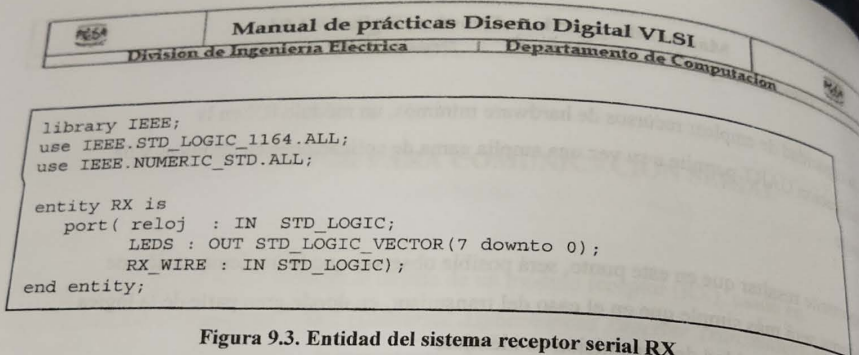 Manual de prácticas Diseño Digital VLSI
División de Ingeniería Eléctrica | Departamento de Computación
library IEEE;
use IEEE.STD_LOGIC_1164.ALL;
use IEEE.NUMERIC_STD.ALL;
entity RX is
port( reloj : IN STD_LOGIC;
LEDS : OUT STD_LOGIC_VECTOR(7 downto 0);
RX_WIRE : IN STD_LOGIC);
end entity;
Figura 9.3. Entidad del sistema receptor serial RX